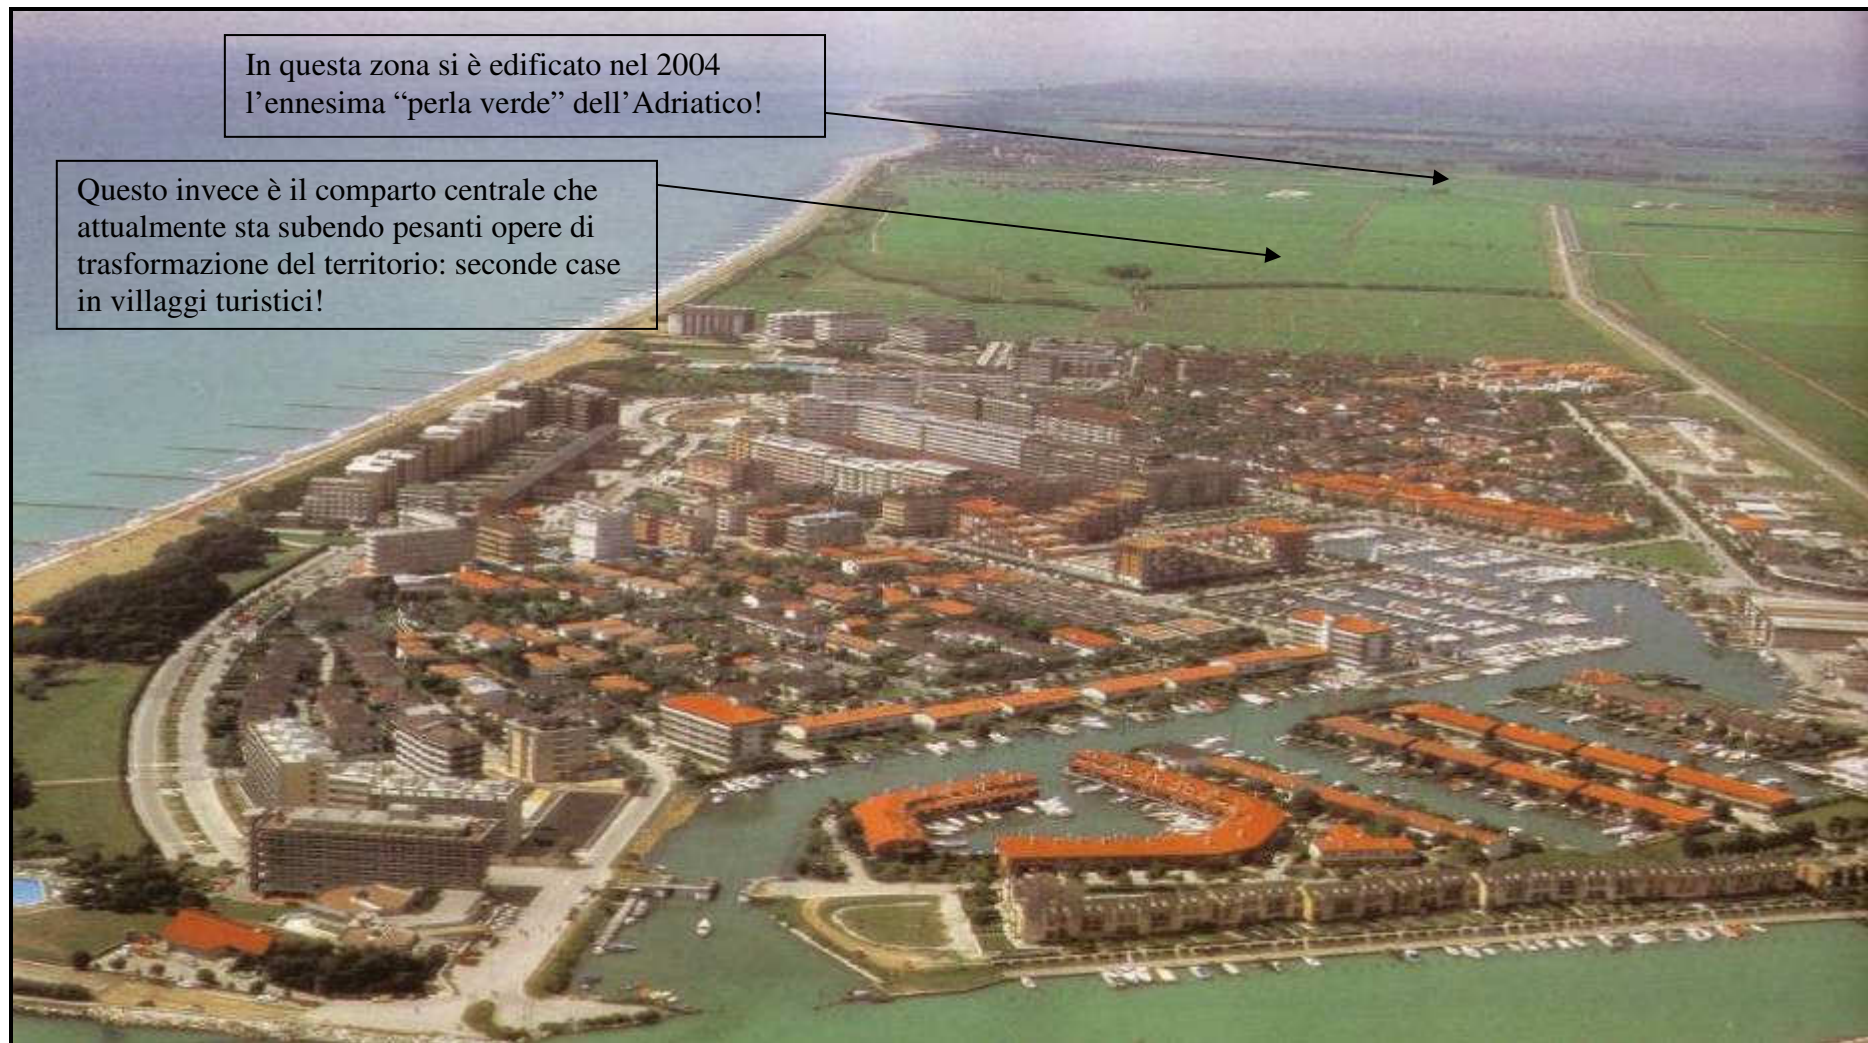 In questa zona si è edificato nel 2004
l’ennesima “perla verde” dell’Adriatico!
Questo invece è il comparto centrale che
attualmente sta subendo pesanti opere di
trasformazione del territorio: seconde case
in villaggi turistici!